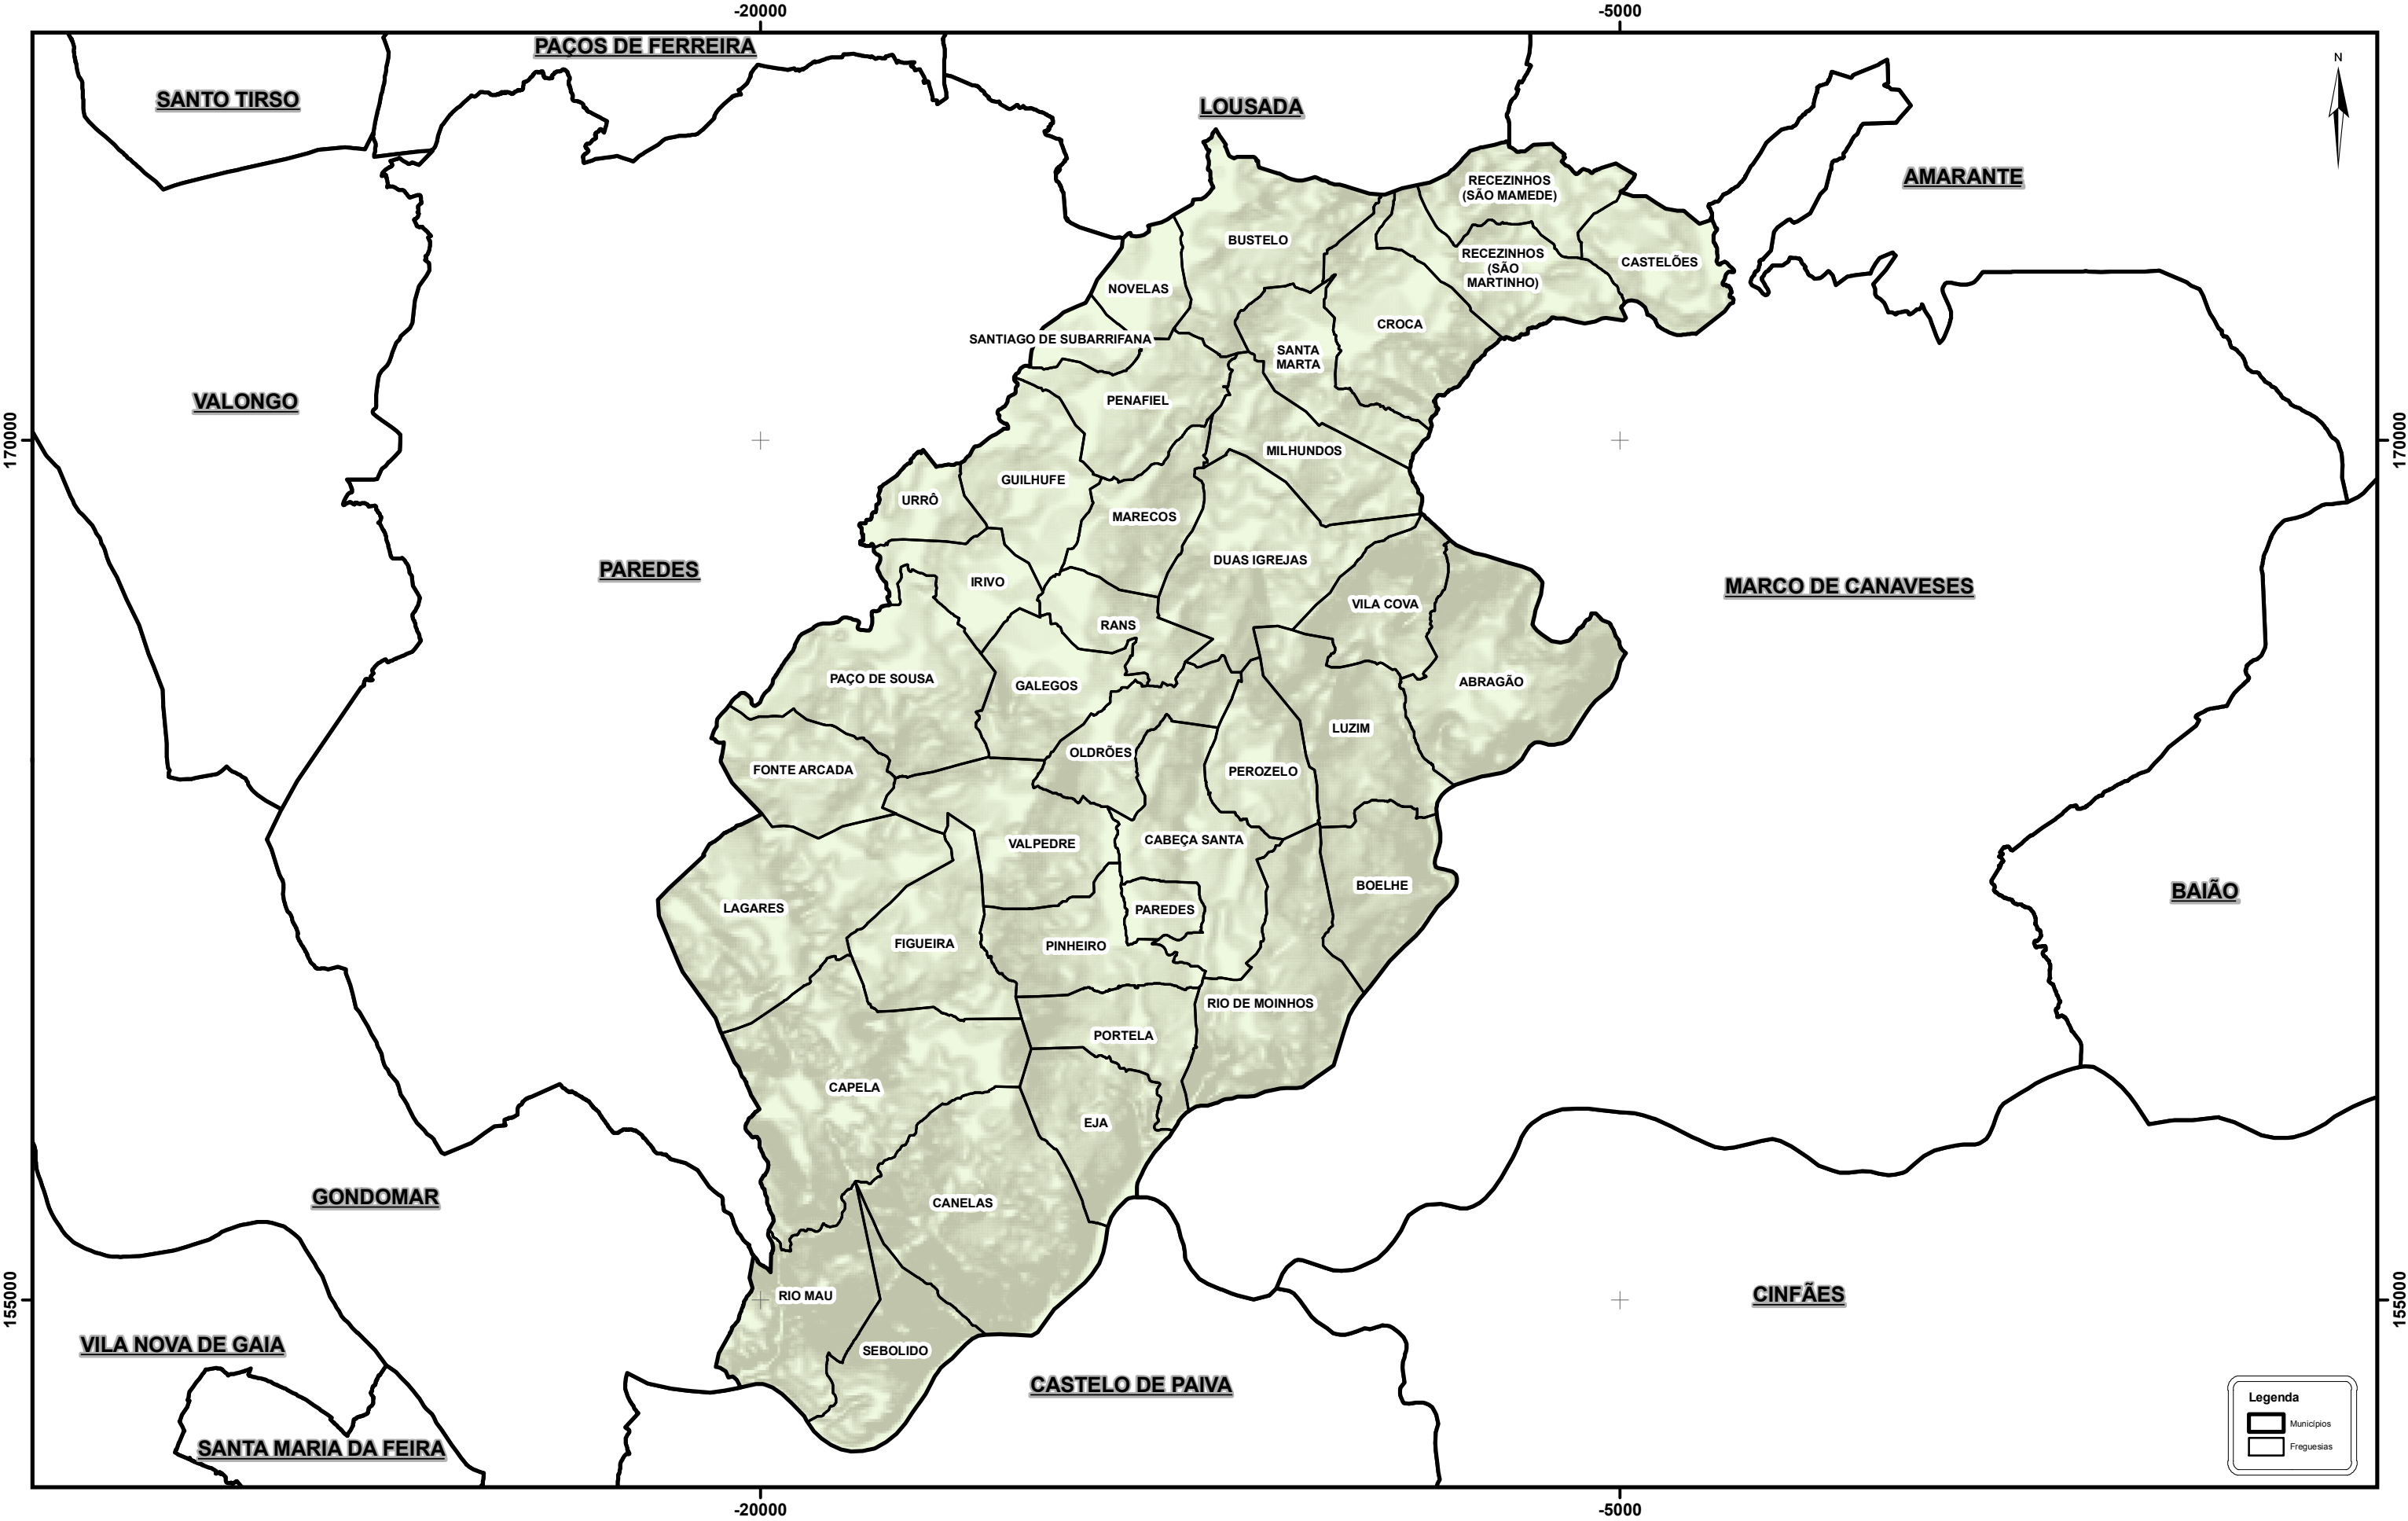 -20000
-5000
PAÇOS DE FERREIRA
N
SANTO TIRSO
LOUSADA
AMARANTE
RECEZINHOS
(SÃO MAMEDE)
BUSTELO
RECEZINHOS
(SÃO
MARTINHO)
CASTELÕES
NOVELAS
CROCA
SANTIAGO DE SUBARRIFANA
SANTA
MARTA
VALONGO
PENAFIEL
170000
170000
MILHUNDOS
GUILHUFE
URRÔ
MARECOS
DUAS IGREJAS
PAREDES
IRIVO
MARCO DE CANAVESES
VILA COVA
RANS
PAÇO DE SOUSA
GALEGOS
ABRAGÃO
LUZIM
OLDRÕES
FONTE ARCADA
PEROZELO
VALPEDRE
CABEÇA SANTA
BOELHE
BAIÃO
LAGARES
PAREDES
FIGUEIRA
PINHEIRO
RIO DE MOINHOS
PORTELA
CAPELA
EJA
GONDOMAR
CANELAS
RIO MAU
CINFÃES
155000
155000
VILA NOVA DE GAIA
SEBOLIDO
CASTELO DE PAIVA
SANTA MARIA DA FEIRA
Legenda
Municípios
Freguesias
-20000
-5000